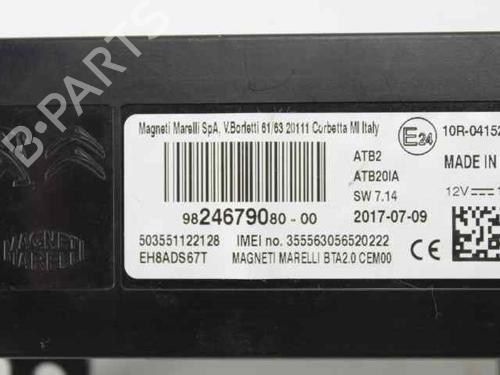 Magneti Marelli SpA, V.Borletti 61/63 20111 Corbetta MI Italy
E24
10R-04152
ATB2
ATB20IA
SW 7.14
MADE IN
12V
9824679080-00
2017-07-09
503551122128 IMEI no. 355563056520222
EH8ADS67T MAGNETI MARELLI BTA2.0 CEM00
CE
MAGNETI
MARELLI
B-PARTS